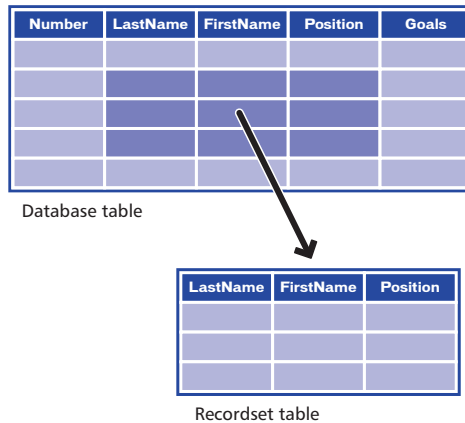 Number LastName FirstName Position Goals
Database table
LastName FirstName Position
Recordset table